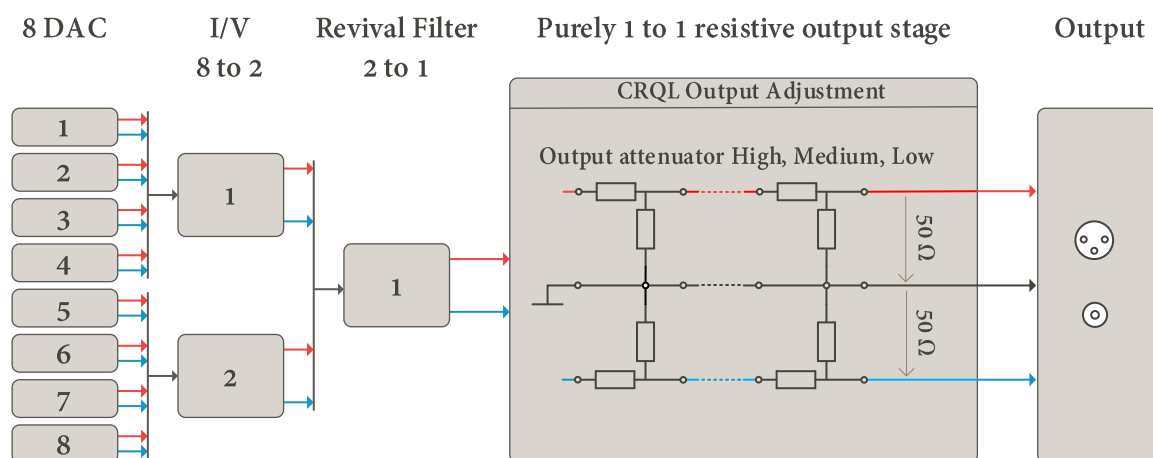 8 DAC
I/V
8 to 2
Revival Filter
2 to 1
Purely 1 to 1 resistive output stage
Output
CRQL Output Adjustment
Output attenuator High, Medium, Low
1
2
3
4
5
6
7
8
1
2
1
50 Ω
50 Ω